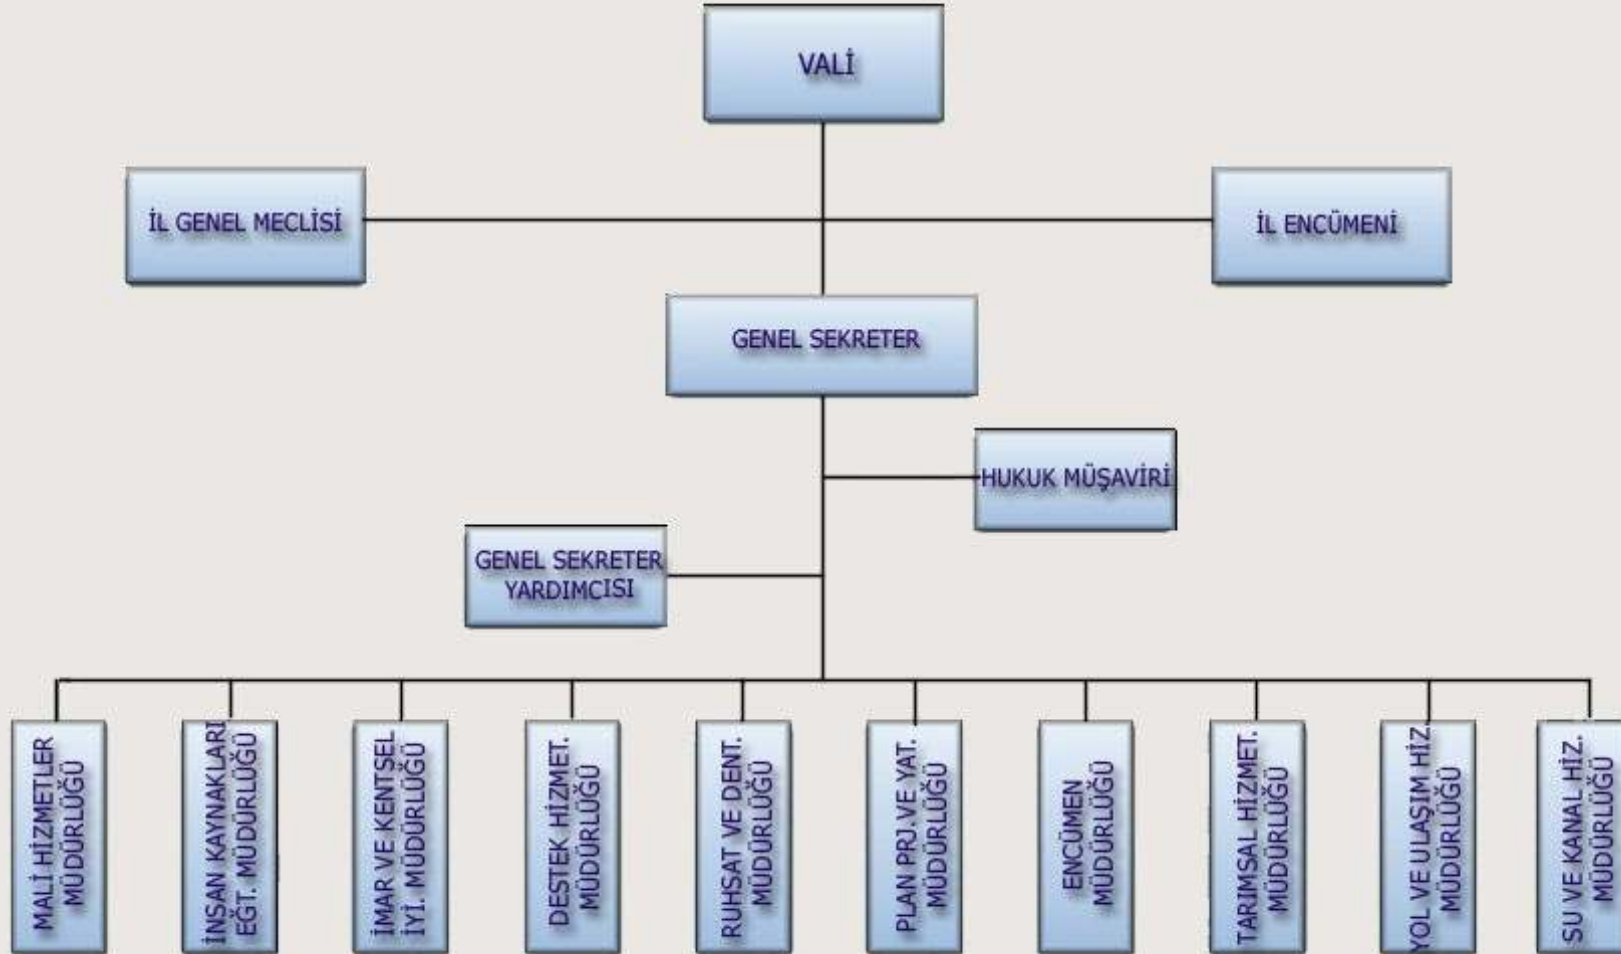 VALİ
İL GENEL MECLİSİ
İL ENCÜMENİ
GENEL SEKRETER
HUKUK MÜŞAVİRİ
GENEL SEKRETER
YARDIMCISI
MALİ HİZMETLER
MÜDÜRLÜĞÜ
İNSAN KAYNAKLARI
EĞT. MÜDÜRLÜĞÜ
İMAR VE KENTSEL
İYİ. MÜDÜRLÜĞÜ
DESTEK HİZMET.
MÜDÜRLÜĞÜ
RUHSAT VE DENT.
MÜDÜRLÜĞÜ
PLAN PRJ.VE YAT.
MÜDÜRLÜĞÜ
ENCÜMEN
MÜDÜRLÜĞÜ
TARIMSAL HİZMET.
MÜDÜRLÜĞÜ
YOL VE ULAŞIM HİZ.
MÜDÜRLÜĞÜ
SU VE KANAL HİZ.
MÜDÜRLÜĞÜ